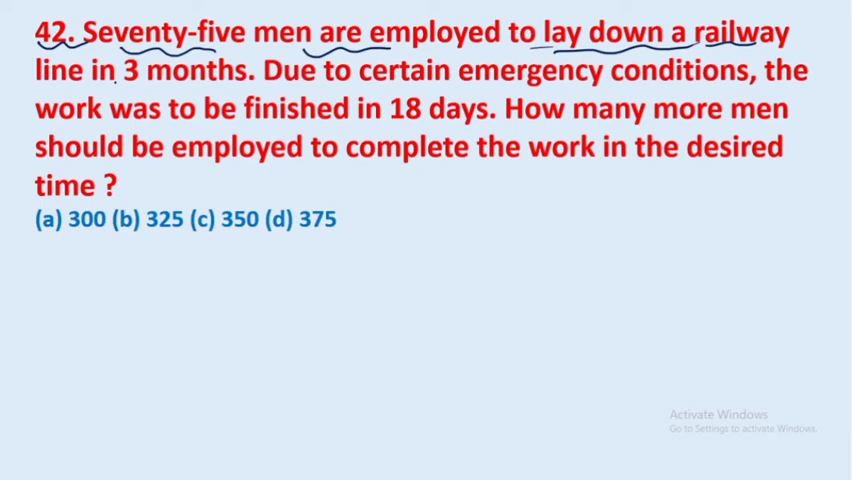 42. Seventy-five men are employed to lay down a railway
line in 3 months. Due to certain emergency conditions, the
work was to be finished in 18 days. How many more men
should be employed to complete the work in the desired
time ?
(a) 300 (b) 325 (c) 350 (d) 375
Activate Windows
Go to Settings to activate Windows.